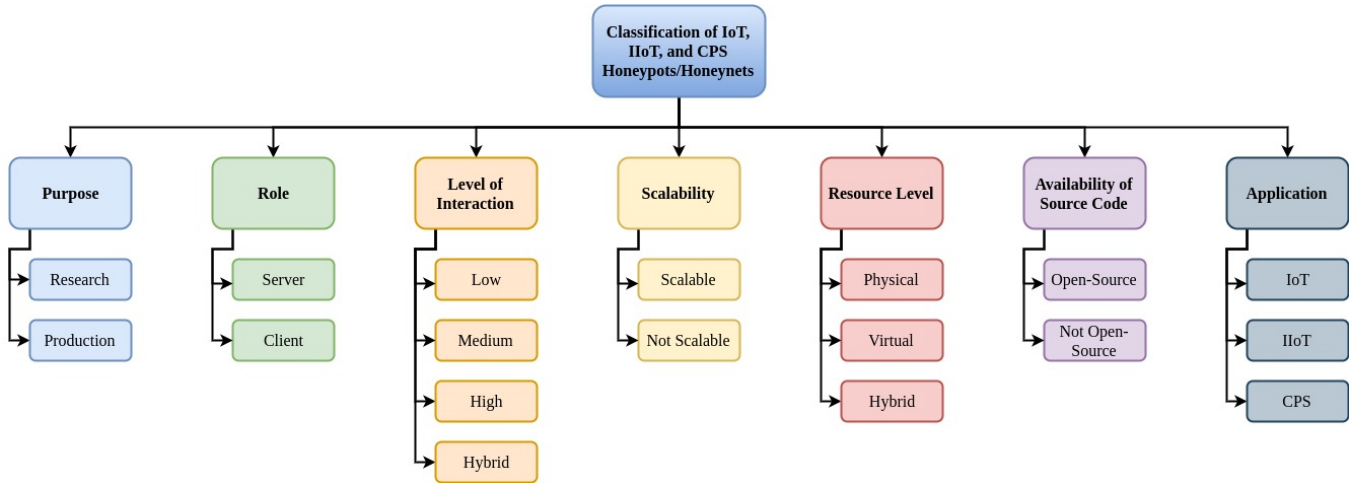 Classification of IoT,
IIoT, and CPS
Honeypots/Honeynets
Purpose
Research
Production
Role
Server
Client
Level of
Interaction
Low
Medium
High
Hybrid
Scalability
Scalable
Not Scalable
Resource Level
Physical
Virtual
Hybrid
Availability of
Source Code
Open-Source
Not Open-
Source
Application
IoT
IIoT
CPS